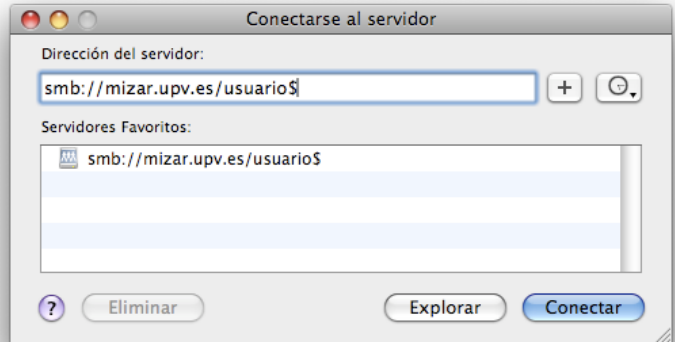 Conectarse al servidor
Dirección del servidor:
smb://mizar.upv.es/usuario$
+
Servidores Favoritos:
smb://mizar.upv.es/usuario$
? Eliminar Explorar Conectar